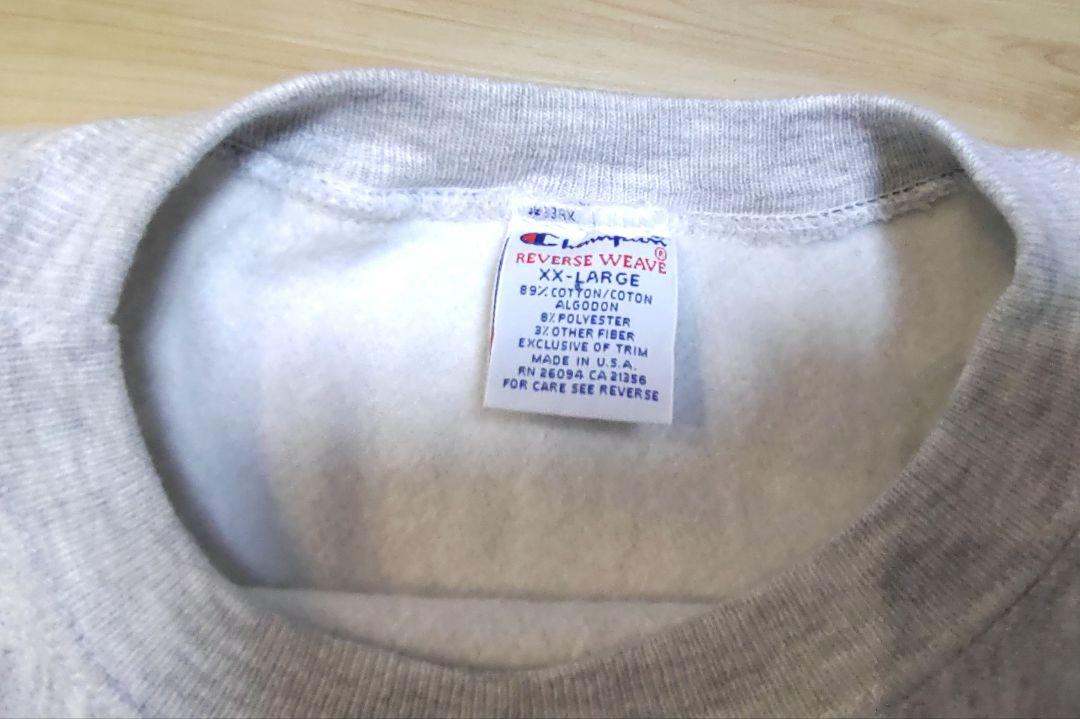 Champion
REVERSE WEAVE®
XX-LARGE
89% COTTON/COTON
ALGODON
8% POLYESTER
3% OTHER FIBER
EXCLUSIVE OF TRIM
MADE IN U.S.A.
RN 26094 CA 21356
FOR CARE SEE REVERSE